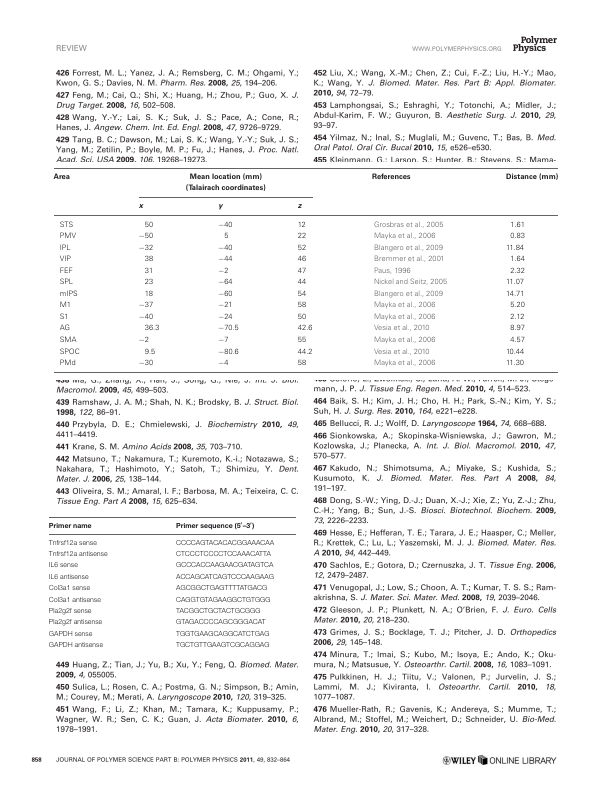 REVIEW
WWW.POLYMERPHYSICS.ORG
Polymer
Physics
426 Forrest, M. L.; Yanez, J. A.; Remsberg, C. M.; Ohgami, Y.;
Kwon, G. S.; Davies, N. M. Pharm. Res. 2008, 25, 194–206.
427 Feng, M.; Cai, Q.; Shi, X.; Huang, H.; Zhou, P.; Guo, X. J.
Drug Target. 2008, 16, 502–508.
428 Wang, Y.-Y.; Lai, S. K.; Suk, J. S.; Pace, A.; Cone, R.;
Hanes, J. Angew. Chem. Int. Ed. Engl. 2008, 47, 9726–9729.
429 Tang, B. C.; Dawson, M.; Lai, S. K.; Wang, Y.-Y.; Suk, J. S.;
Yang, M.; Zetilin, P.; Boyle, M. P.; Fu, J.; Hanes, J. Proc. Natl.
Acad. Sci. USA 2009, 106, 19268–19273.
452 Liu, X.; Wang, X.-M.; Chen, Z.; Cui, F.-Z.; Liu, H.-Y.; Mao,
K.; Wang, Y. J. Biomed. Mater. Res. Part B: Appl. Biomater.
2010, 94, 72–79.
453 Lamphongsai, S.; Eshraghi, Y.; Totonchi, A.; Midler, J.;
Abdul-Karim, F. W.; Guyuron, B. Aesthetic Surg. J. 2010, 29,
93–97.
454 Yilmaz, N.; Inal, S.; Muglali, M.; Guvenc, T.; Bas, B. Med.
Oral Patol. Oral Cir. Bucal 2010, 15, e526–e530.
455 Kleinmann, G.; Larson, S.; Hunter, B.; Stevens, S.; Mama-
Area Mean location (mm) References Distance (mm)
(Talairach coordinates)
x y z
STS 50 −40 12 Grosbras et al., 2005 1.61
PMV −50 5 22 Mayka et al., 2006 0.83
IPL −32 −40 52 Blangero et al., 2009 11.84
VIP 38 −44 46 Bremmer et al., 2001 1.64
FEF 31 −2 47 Paus, 1996 2.32
SPL 23 −64 44 Nickel and Seitz, 2005 11.07
mIPS 18 −60 54 Blangero et al., 2009 14.71
M1 −37 −21 58 Mayka et al., 2006 5.20
S1 −40 −24 50 Mayka et al., 2006 2.12
AG 36.3 −70.5 42.6 Vesia et al., 2010 8.97
SMA −2 −7 55 Mayka et al., 2006 4.57
SPOC 9.5 −80.6 44.2 Vesia et al., 2010 10.44
PMd −30 −4 58 Mayka et al., 2006 11.30
Macromol. 2009, 45, 499–503.
439 Ramshaw, J. A. M.; Shah, N. K.; Brodsky, B. J. Struct. Biol.
1998, 122, 86–91.
440 Przybyla, D. E.; Chmielewski, J. Biochemistry 2010, 49,
4411–4419.
441 Krane, S. M. Amino Acids 2008, 35, 703–710.
442 Matsuno, T.; Nakamura, T.; Kuremoto, K.-i.; Notazawa, S.;
Nakahara, T.; Hashimoto, Y.; Satoh, T.; Shimizu, Y. Dent.
Mater. J. 2006, 25, 138–144.
443 Oliveira, S. M.; Amaral, I. F.; Barbosa, M. A.; Teixeira, C. C.
Tissue Eng. Part A 2008, 15, 625–634.
Primer name Primer sequence (5′–3′)
Tnfrsf12a sense CCCCAGTACACACGGAAACAA
Tnfrsf12a antisense CTCCCTCCCCTCCAAACATTA
IL6 sense GCCCACCAAGAACGATAGTCA
IL6 antisense ACCAGCATCAGTCCCAAGAAG
Col3a1 sense AGCGGCTGAGTTTTATGACG
Col3a1 antisense CAGGTGTAGAAGGCTGTGGG
Pla2g2f sense TACGGCTGCTACTGCGGG
Pla2g2f antisense GTAGACCCCAGCGGGACAT
GAPDH sense TGGTGAAGCAGGCATCTGAG
GAPDH antisense TGCTGTTGAAGTCGCAGGAG
449 Huang, Z.; Tian, J.; Yu, B.; Xu, Y.; Feng, Q. Biomed. Mater.
2009, 4, 055005.
450 Sulica, L.; Rosen, C. A.; Postma, G. N.; Simpson, B.; Amin,
M.; Courey, M.; Merati, A. Laryngoscope 2010, 120, 319–325.
451 Wang, F.; Li, Z.; Khan, M.; Tamara, K.; Kuppusamy, P.;
Wagner, W. R.; Sen, C. K.; Guan, J. Acta Biomater. 2010, 6,
1978–1991.
mann, J. P. J. Tissue Eng. Regen. Med. 2010, 4, 514–523.
464 Baik, S. H.; Kim, J. H.; Cho, H. H.; Park, S.-N.; Kim, Y. S.;
Suh, H. J. Surg. Res. 2010, 164, e221–e228.
465 Bellucci, R. J.; Wolff, D. Laryngoscope 1964, 74, 668–688.
466 Sionkowska, A.; Skopinska-Wisniewska, J.; Gawron, M.;
Kozlowska, J.; Planecka, A. Int. J. Biol. Macromol. 2010, 47,
570–577.
467 Kakudo, N.; Shimotsuma, A.; Miyake, S.; Kushida, S.;
Kusumoto, K. J. Biomed. Mater. Res. Part A 2008, 84,
191–197.
468 Dong, S.-W.; Ying, D.-J.; Duan, X.-J.; Xie, Z.; Yu, Z.-J.; Zhu,
C.-H.; Yang, B.; Sun, J.-S. Biosci. Biotechnol. Biochem. 2009,
73, 2226–2233.
469 Hesse, E.; Hefferan, T. E.; Tarara, J. E.; Haasper, C.; Meller,
R.; Krettek, C.; Lu, L.; Yaszemski, M. J. J. Biomed. Mater. Res.
A 2010, 94, 442–449.
470 Sachlos, E.; Gotora, D.; Czernuszka, J. T. Tissue Eng. 2006,
12, 2479–2487.
471 Venugopal, J.; Low, S.; Choon, A. T.; Kumar, T. S. S.; Ram-
akrishna, S. J. Mater. Sci. Mater. Med. 2008, 19, 2039–2046.
472 Gleeson, J. P.; Plunkett, N. A.; O'Brien, F. J. Euro. Cells
Mater. 2010, 20, 218–230.
473 Grimes, J. S.; Bocklage, T. J.; Pitcher, J. D. Orthopedics
2006, 29, 145–148.
474 Minura, T.; Imai, S.; Kubo, M.; Isoya, E.; Ando, K.; Oku-
mura, N.; Matsusue, Y. Osteoarthr. Cartil. 2008, 16, 1083–1091.
475 Pulkkinen, H. J.; Tiitu, V.; Valonen, P.; Jurvelin, J. S.;
Lammi, M. J.; Kiviranta, I. Osteoarthr. Cartil. 2010, 18,
1077–1087.
476 Mueller-Rath, R.; Gavenis, K.; Andereya, S.; Mumme, T.;
Albrand, M.; Stoffel, M.; Weichert, D.; Schneider, U. Bio-Med.
Mater. Eng. 2010, 20, 317–328.
858 JOURNAL OF POLYMER SCIENCE PART B: POLYMER PHYSICS 2011, 49, 832–864
WILEY ONLINE LIBRARY